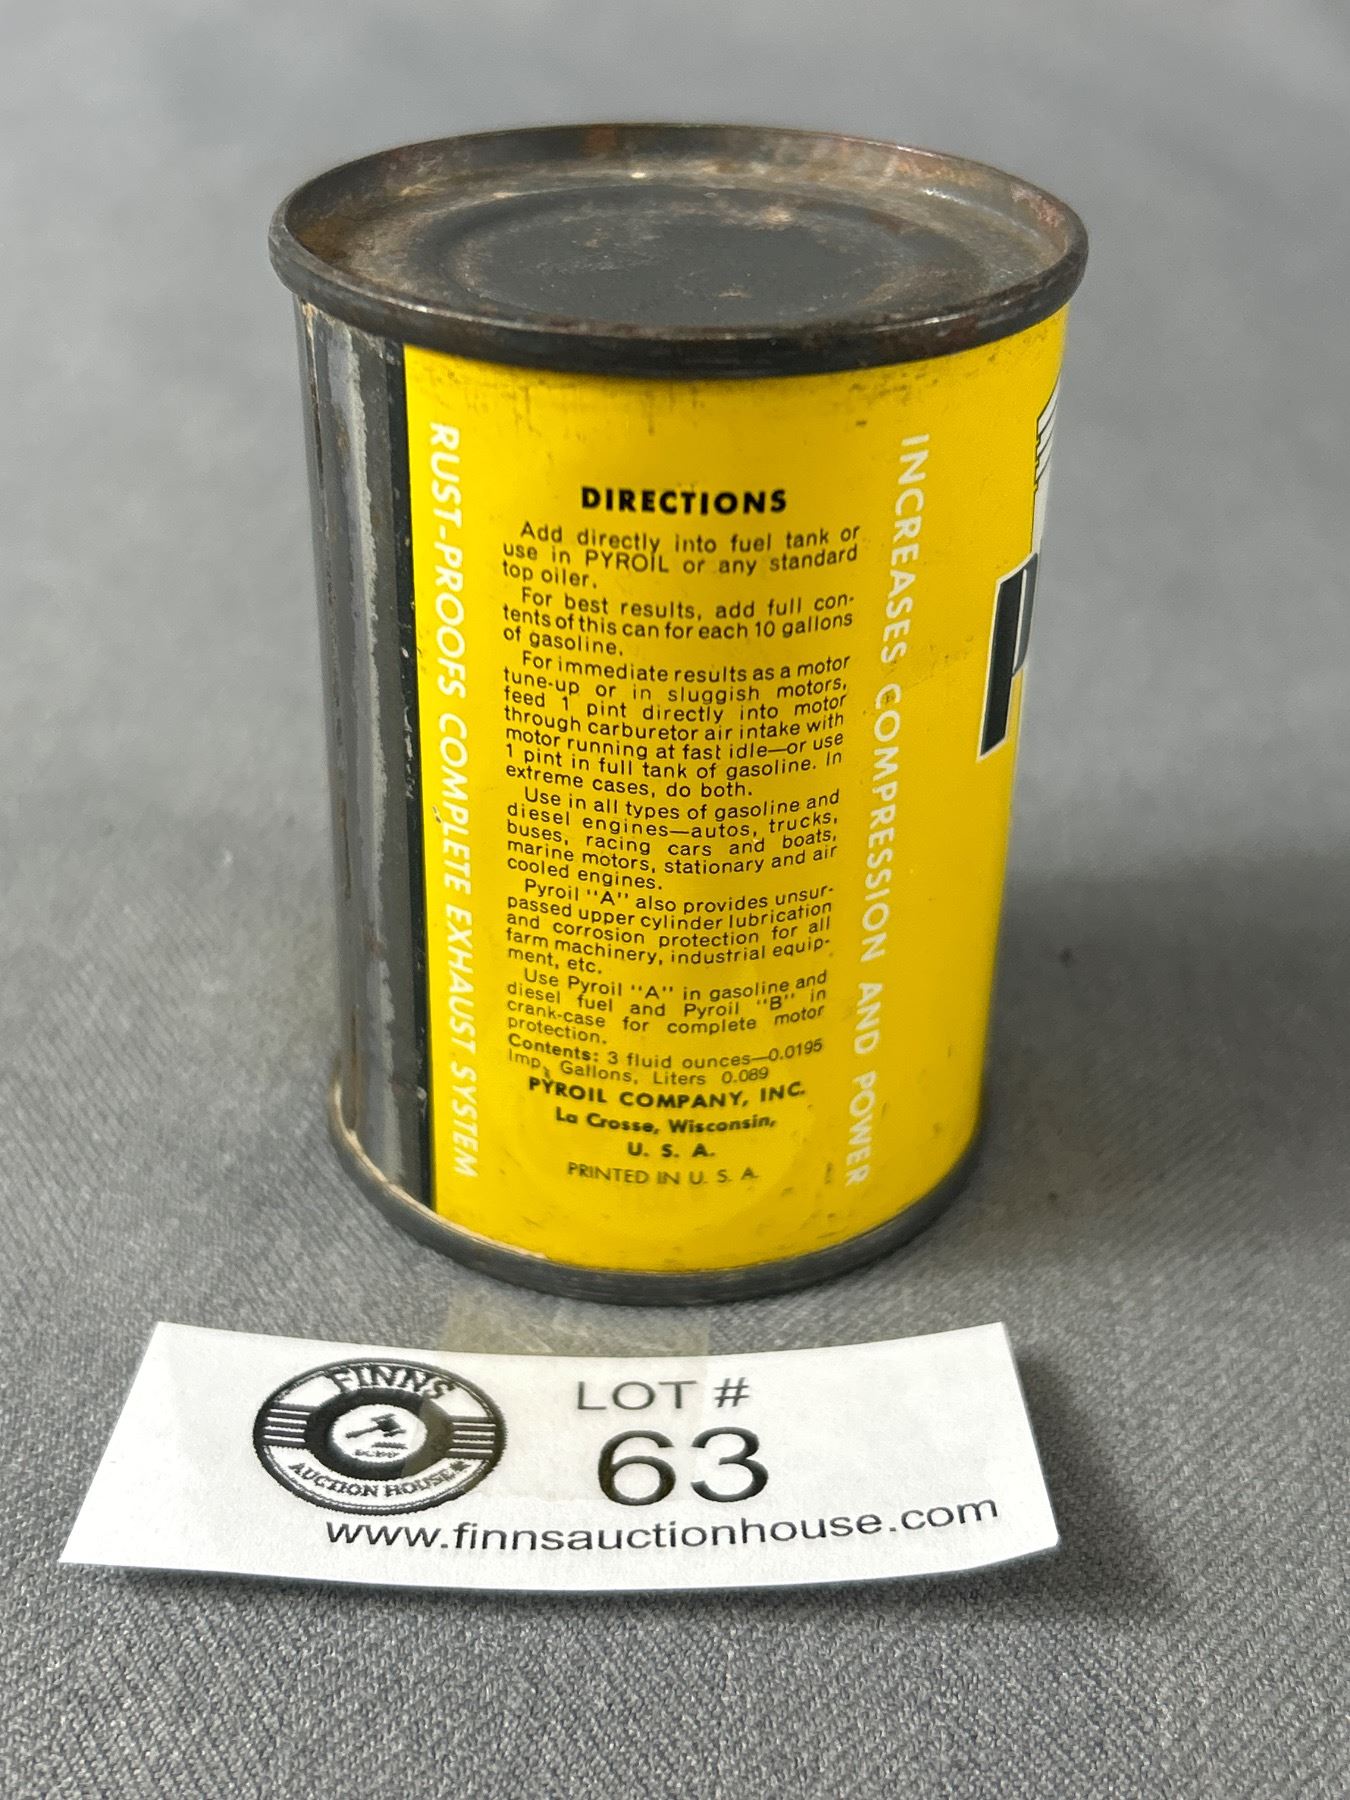 RUST-PROOFS COMPLETE EXHAUST SYSTEM
DIRECTIONS
Add directly into fuel tank or
use in PYROIL or any standard
top oiler.
For best results, add full con-
tents of this can for each 10 gallons
of gasoline.
For immediate results as a motor
tune-up or in sluggish motors,
feed 1 pint directly into motor
through carburetor air intake with
motor running at fast idle—or use
1 pint in full tank of gasoline. In
extreme cases, do both.
Use in all types of gasoline and
diesel engines—autos, trucks,
buses, racing cars and boats,
marine motors, stationary and air
cooled engines.
Pyroil "A" also provides unsur-
passed upper cylinder lubrication
and corrosion protection for all
farm machinery, industrial equip-
ment, etc.
Use Pyroil "A" in gasoline and
diesel fuel and Pyroil "B" in
crank-case for complete motor
protection.
Contents: 3 fluid ounces—0.0195
Imp. Gallons, Liters 0.089
PYROIL COMPANY, INC.
La Crosse, Wisconsin,
U. S. A.
PRINTED IN U. S. A.
INCREASES COMPRESSION AND POWER
P
FINNS
AUCTION HOUSE
LOT #
63
www.finnsauctionhouse.com